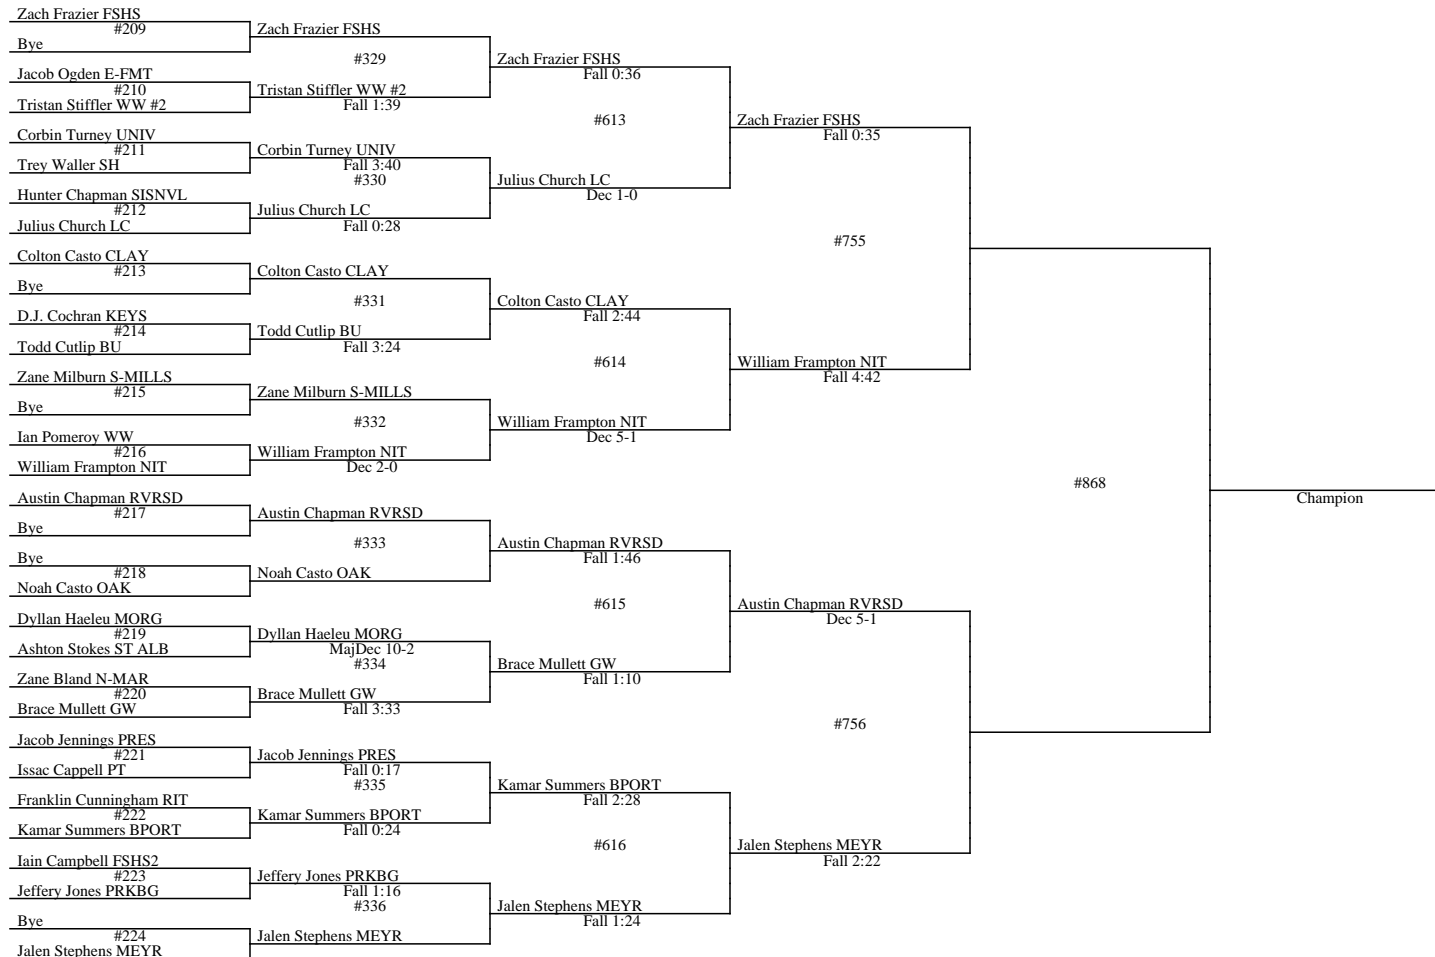 Zach Frazier FSHS
#209
Bye
Jacob Ogden E-FMT
#210
Tristan Stiffler WW #2
Corbin Turney UNIV
#211
Trey Waller SH
Hunter Chapman SISNVL
#212
Julius Church LC
Colton Casto CLAY
#213
Bye
D.J. Cochran KEYS
#214
Todd Cutlip BU
Zane Milburn S-MILLS
#215
Bye
Ian Pomeroy WW
#216
William Frampton NIT
Austin Chapman RVRSD
#217
Bye
Bye
#218
Noah Casto OAK
Dyllan Haeleu MORG
#219
Ashton Stokes ST ALB
Zane Bland N-MAR
#220
Brace Mullett GW
Jacob Jennings PRES
#221
Issac Cappell PT
Franklin Cunningham RIT
#222
Kamar Summers BPORT
Iain Campbell FSHS2
#223
Jeffery Jones PRKBG
Bye
#224
Jalen Stephens MEYR
Zach Frazier FSHS
#329
Tristan Stiffler WW #2
Fall 1:39
Corbin Turney UNIV
Fall 3:40
#330
Julius Church LC
Fall 0:28
Colton Casto CLAY
#331
Todd Cutlip BU
Fall 3:24
Zane Milburn S-MILLS
#332
William Frampton NIT
Dec 2-0
Austin Chapman RVRSD
#333
Noah Casto OAK
Dyllan Haeleu MORG
MajDec 10-2
#334
Brace Mullett GW
Fall 3:33
Jacob Jennings PRES
Fall 0:17
#335
Kamar Summers BPORT
Fall 0:24
Jeffery Jones PRKBG
Fall 1:16
#336
Jalen Stephens MEYR
Zach Frazier FSHS
Fall 0:36
#613
Julius Church LC
Dec 1-0
Colton Casto CLAY
Fall 2:44
#614
William Frampton NIT
Dec 5-1
Austin Chapman RVRSD
Fall 1:46
#615
Brace Mullett GW
Fall 1:10
Kamar Summers BPORT
Fall 2:28
#616
Jalen Stephens MEYR
Fall 1:24
Zach Frazier FSHS
Fall 0:35
#755
William Frampton NIT
Fall 4:42
Austin Chapman RVRSD
Dec 5-1
#756
Jalen Stephens MEYR
Fall 2:22
#868
Champion